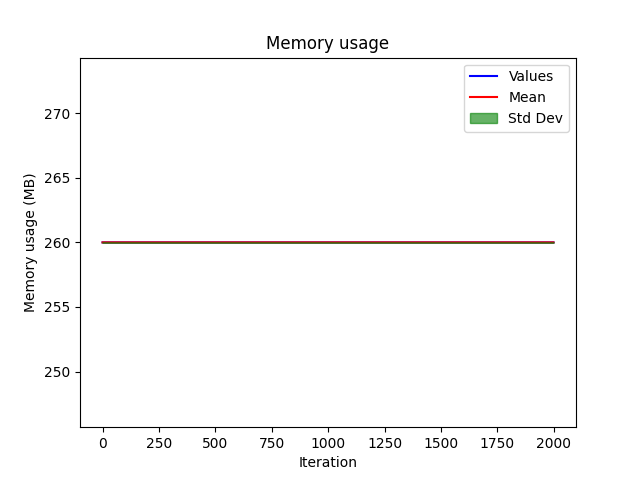 Memory usage
Values
Mean
Std Dev
Memory usage (MB)
270
265
260
255
250
0 250 500 750 1000 1250 1500 1750 2000
Iteration